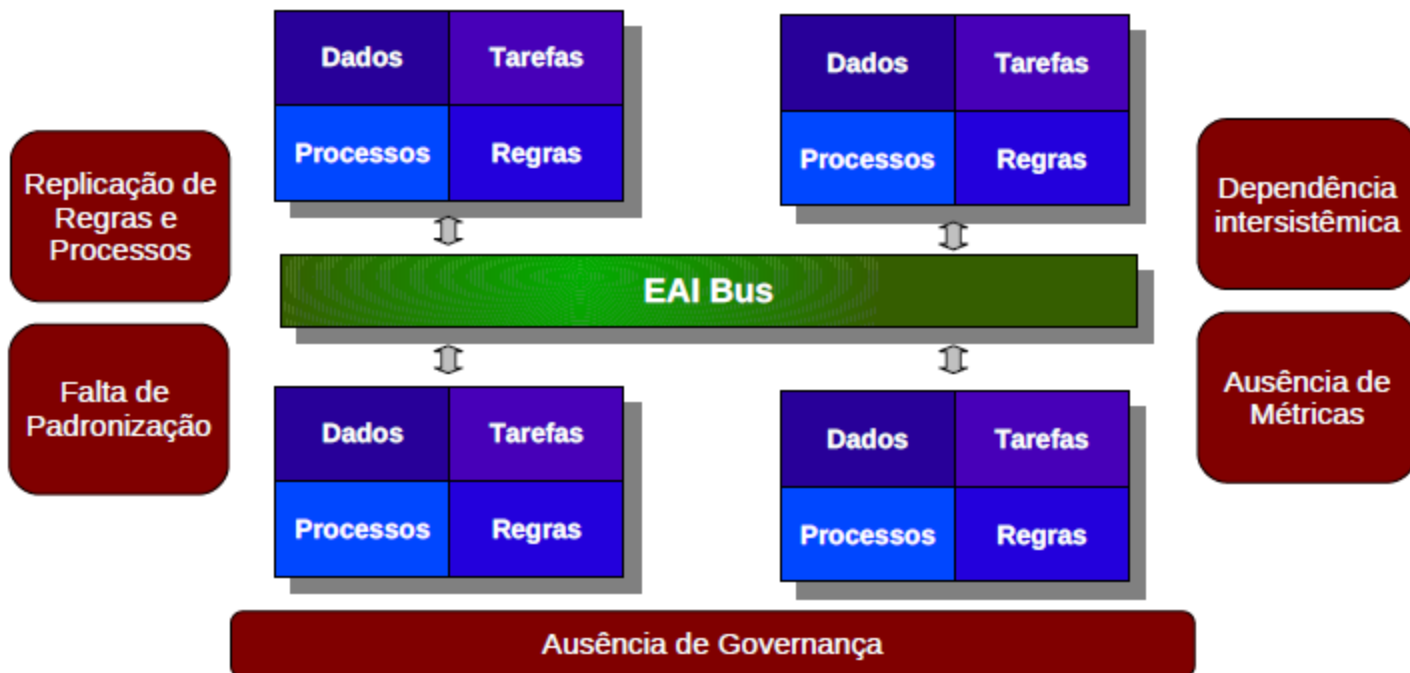 Dados
Tarefas
Processos
Regras
Dados
Tarefas
Processos
Regras
Replicação de
Regras e
Processos
Dependência
intersistêmica
EAI Bus
Falta de
Padronização
Ausência de
Métricas
Dados
Tarefas
Processos
Regras
Dados
Tarefas
Processos
Regras
Ausência de Governança